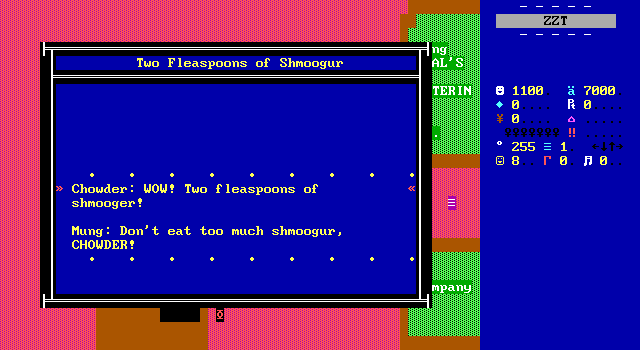 ZZT
Two Fleaspoons of Shmoogur
ng
AL'S
TERIN
.
1100
7000
0
0
0
255
1
8
0
0
Chowder: WOW! Two fleaspoons of
shmooger!
Mung: Don't eat too much shmoogur,
CHOWDER!
mpany